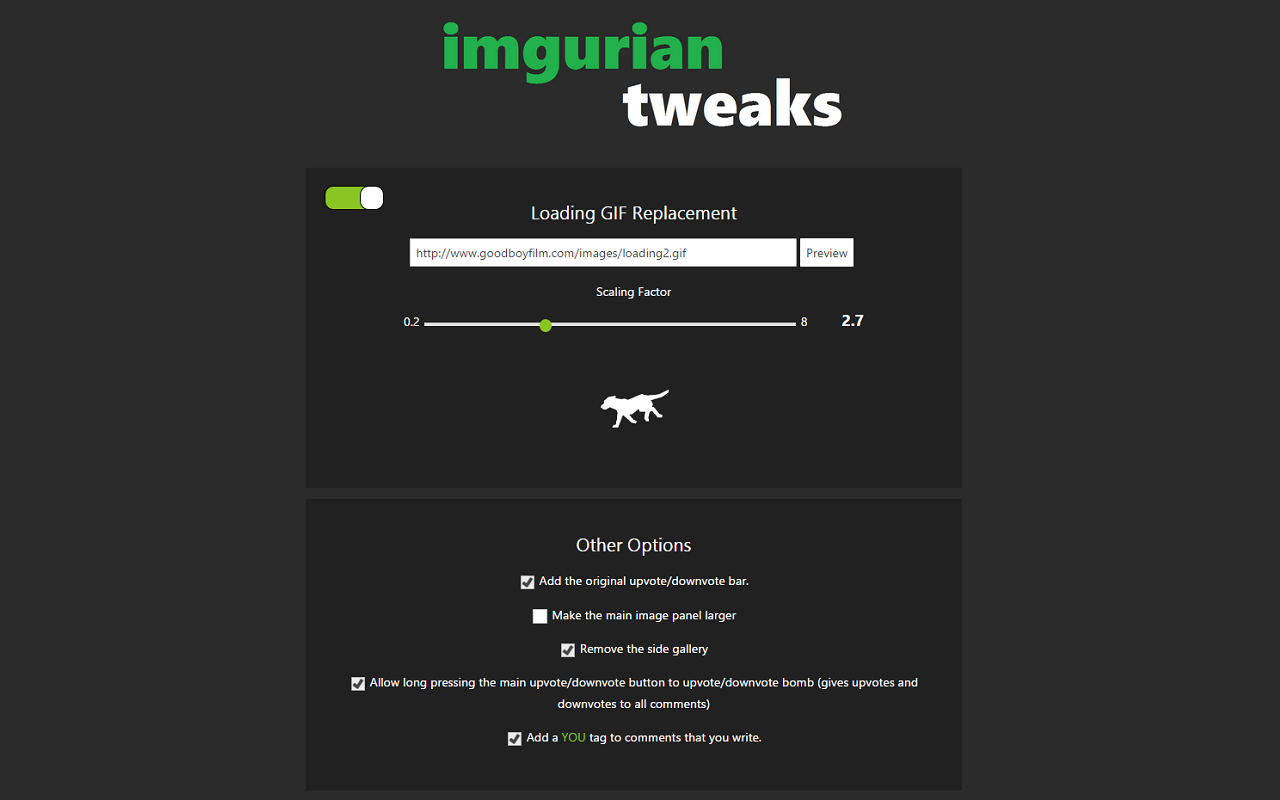 imgurian
tweaks
Loading GIF Replacement
http://www.goodboyfilm.com/images/loading2.gif Preview
Scaling Factor
0.2 8 2.7
Other Options
Add the original upvote/downvote bar.
Make the main image panel larger
Remove the side gallery
Allow long pressing the main upvote/downvote button to upvote/downvote bomb (gives upvotes and
downvotes to all comments)
Add a YOU tag to comments that you write.